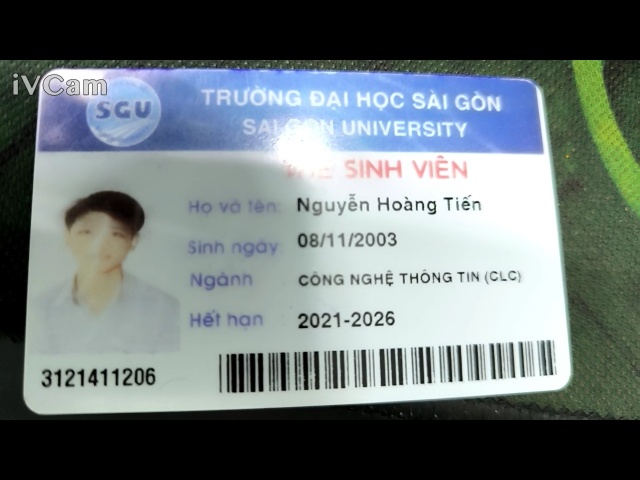 iVCam
SGU
TRƯỜNG ĐẠI HỌC SÀI GÒN
SAI GON UNIVERSITY
THẺ SINH VIÊN
Họ và tên: Nguyễn Hoàng Tiến
Sinh ngày: 08/11/2003
Ngành : CÔNG NGHỆ THÔNG TIN (CLC)
Hết hạn : 2021-2026
3121411206